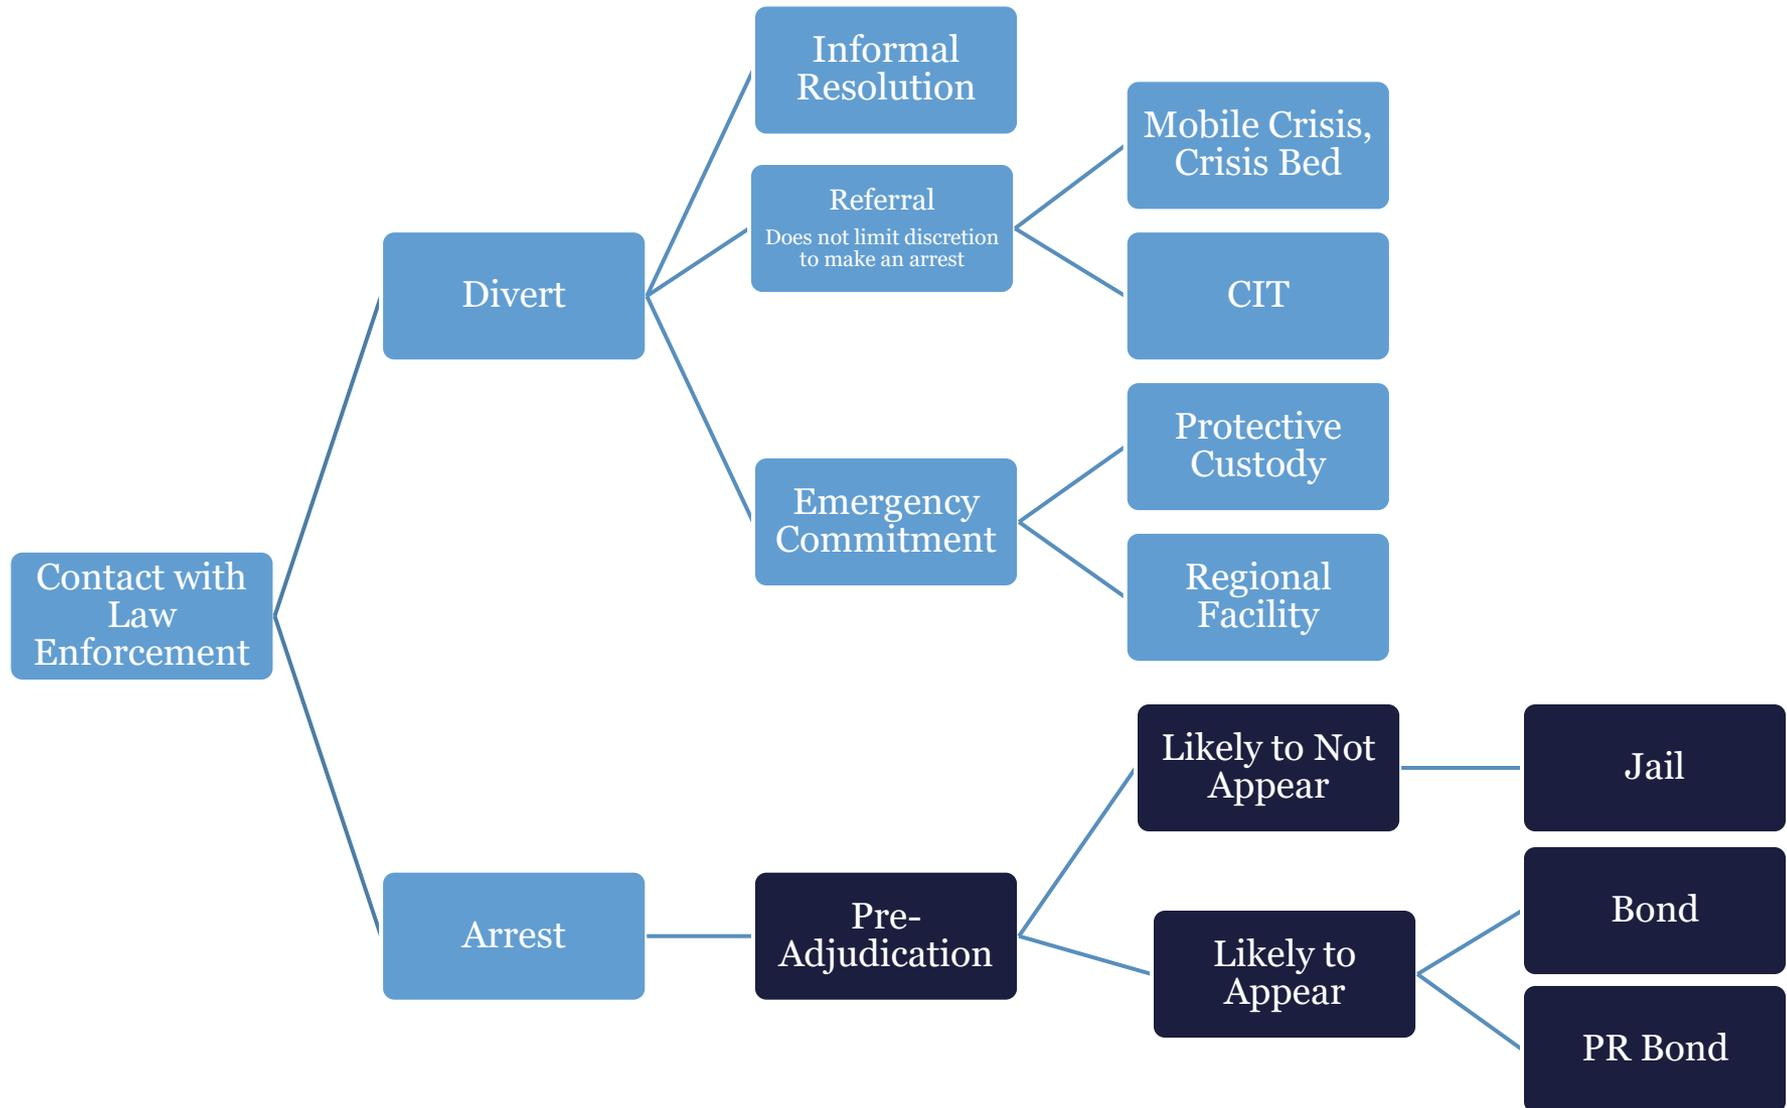 Informal
Resolution
Mobile Crisis,
Crisis Bed
Referral
Does not limit discretion
to make an arrest
Divert
CIT
Protective
Custody
Emergency
Commitment
Regional
Facility
Contact with
Law
Enforcement
Likely to Not
Appear
Jail
Arrest
Pre-
Adjudication
Likely to
Appear
Bond
PR Bond